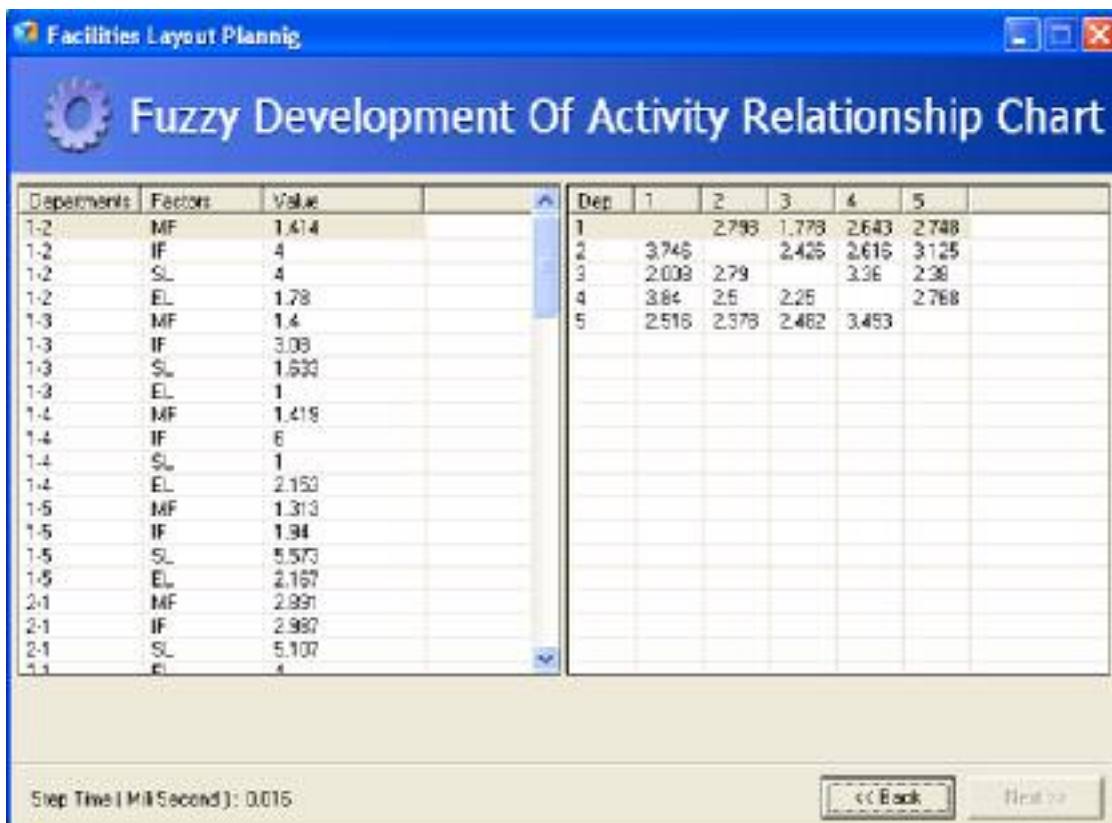 Facilities Layout Plannig
Fuzzy Development Of Activity Relationship Chart
Departments Factors Value
1-2 MF 1.414
1-2 IF 4
1-2 SL 4
1-2 EL 1.78
1-3 MF 1.4
1-3 IF 3.08
1-3 SL 1.633
1-3 EL 1
1-4 MF 1.419
1-4 IF 6
1-4 SL 1
1-4 EL 2.153
1-5 MF 1.313
1-5 IF 1.94
1-5 SL 5.573
1-5 EL 2.167
2-1 MF 2.891
2-1 IF 2.987
2-1 SL 5.107
2-1 EL 4
Dep 1 2 3 4 5
1 2.798 1.778 2.643 2.748
2 3.746 2.426 2.616 3.125
3 2.008 2.79 3.36 2.38
4 3.84 2.5 2.25 2.768
5 2.516 2.378 2.482 3.493
Step Time ( Mili Second ) : 0.016
<< Back
Next >>